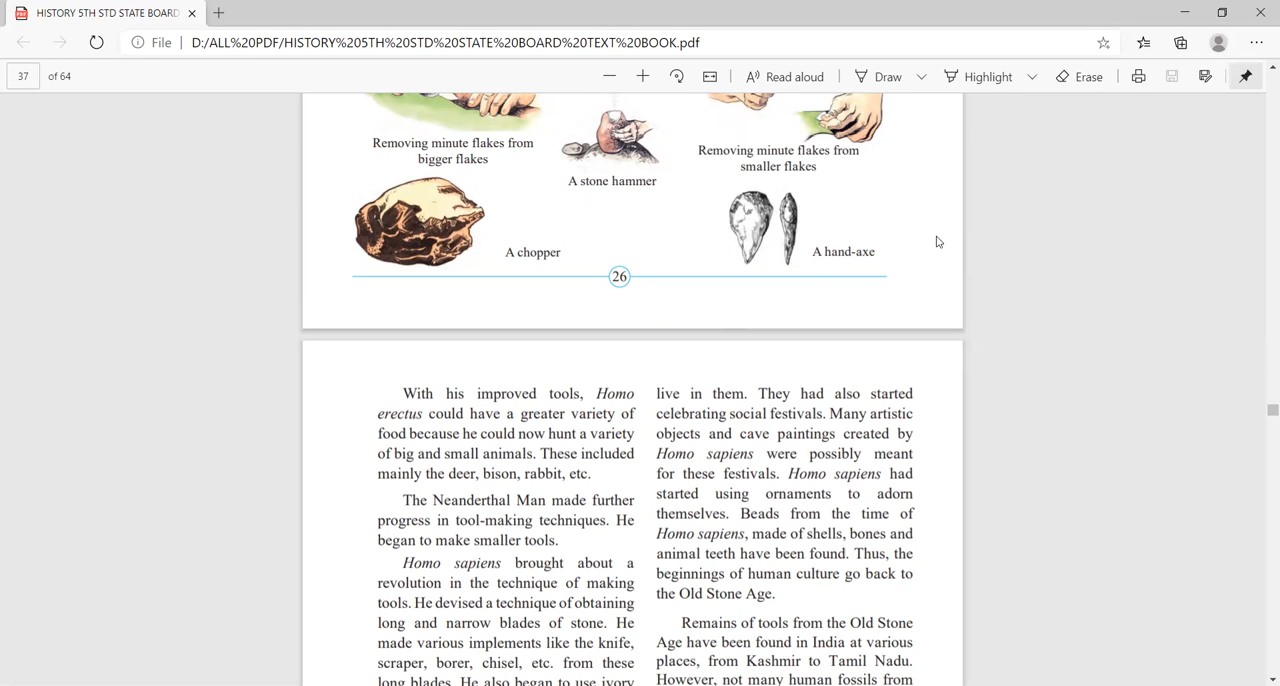 HISTORY 5TH STD STATE BOARD
File
D:/ALL%20PDF/HISTORY%205TH%20STD%20STATE%20BOARD%20TEXT%20BOOK.pdf
37 of 64
Read aloud
Draw
Highlight
Erase
Removing minute flakes from
bigger flakes
A stone hammer
Removing minute flakes from
smaller flakes
A chopper
A hand-axe
26
With his improved tools, Homo
erectus could have a greater variety of
food because he could now hunt a variety
of big and small animals. These included
mainly the deer, bison, rabbit, etc.
The Neanderthal Man made further
progress in tool-making techniques. He
began to make smaller tools.
Homo sapiens brought about a
revolution in the technique of making
tools. He devised a technique of obtaining
long and narrow blades of stone. He
made various implements like the knife,
scraper, borer, chisel, etc. from these
long blades. He also began to use ivory
live in them. They had also started
celebrating social festivals. Many artistic
objects and cave paintings created by
Homo sapiens were possibly meant
for these festivals. Homo sapiens had
started using ornaments to adorn
themselves. Beads from the time of
Homo sapiens, made of shells, bones and
animal teeth have been found. Thus, the
beginnings of human culture go back to
the Old Stone Age.
Remains of tools from the Old Stone
Age have been found in India at various
places, from Kashmir to Tamil Nadu.
However, not many human fossils from